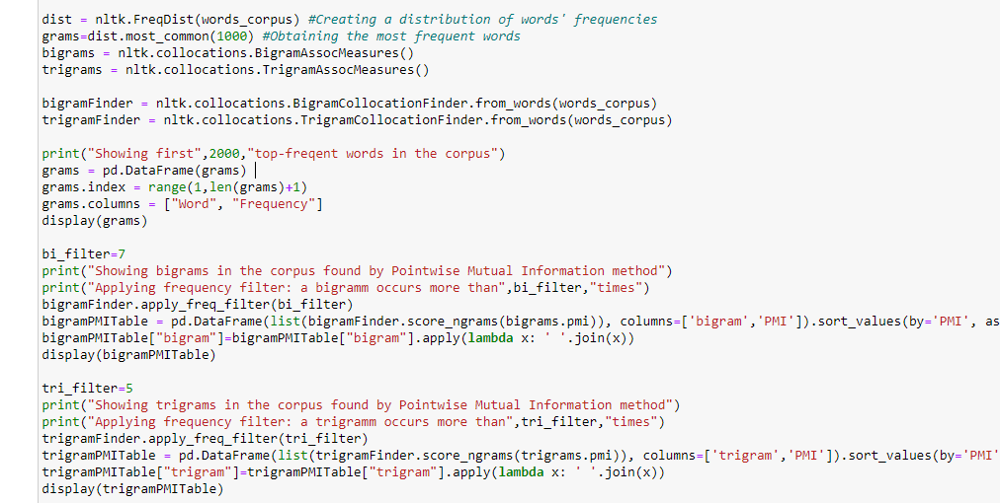 dist = nltk.FreqDist(words_corpus) #Creating a distribution of words' frequencies
grams=dist.most_common(1000) #Obtaining the most frequent words
bigrams = nltk.collocations.BigramAssocMeasures()
trigrams = nltk.collocations.TrigramAssocMeasures()
bigramFinder = nltk.collocations.BigramCollocationFinder.from_words(words_corpus)
trigramFinder = nltk.collocations.TrigramCollocationFinder.from_words(words_corpus)
print("Showing first",2000,"top-freqent words in the corpus")
grams = pd.DataFrame(grams)
grams.index = range(1,len(grams)+1)
grams.columns = ["Word", "Frequency"]
display(grams)
bi_filter=7
print("Showing bigrams in the corpus found by Pointwise Mutual Information method")
print("Applying frequency filter: a bigramm occurs more than",bi_filter,"times")
bigramFinder.apply_freq_filter(bi_filter)
bigramPMITable = pd.DataFrame(list(bigramFinder.score_ngrams(bigrams.pmi)), columns=['bigram','PMI']).sort_values(by='PMI', as
bigramPMITable["bigram"]=bigramPMITable["bigram"].apply(lambda x: ' '.join(x))
display(bigramPMITable)
tri_filter=5
print("Showing trigrams in the corpus found by Pointwise Mutual Information method")
print("Applying frequency filter: a trigramm occurs more than",tri_filter,"times")
trigramFinder.apply_freq_filter(tri_filter)
trigramPMITable = pd.DataFrame(list(trigramFinder.score_ngrams(trigrams.pmi)), columns=['trigram','PMI']).sort_values(by='PMI'
trigramPMITable["trigram"]=trigramPMITable["trigram"].apply(lambda x: ' '.join(x))
display(trigramPMITable)